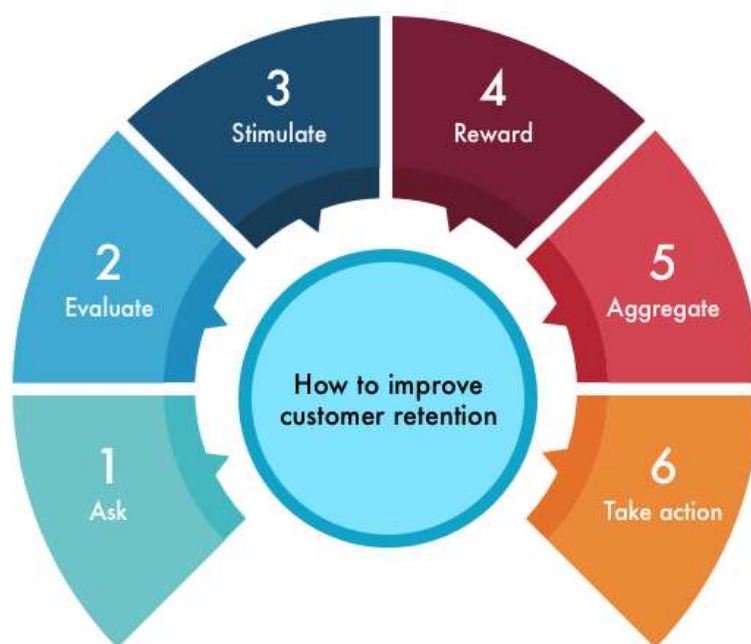 1
Ask
2
Evaluate
3
Stimulate
4
Reward
5
Aggregate
6
Take action
How to improve
customer retention